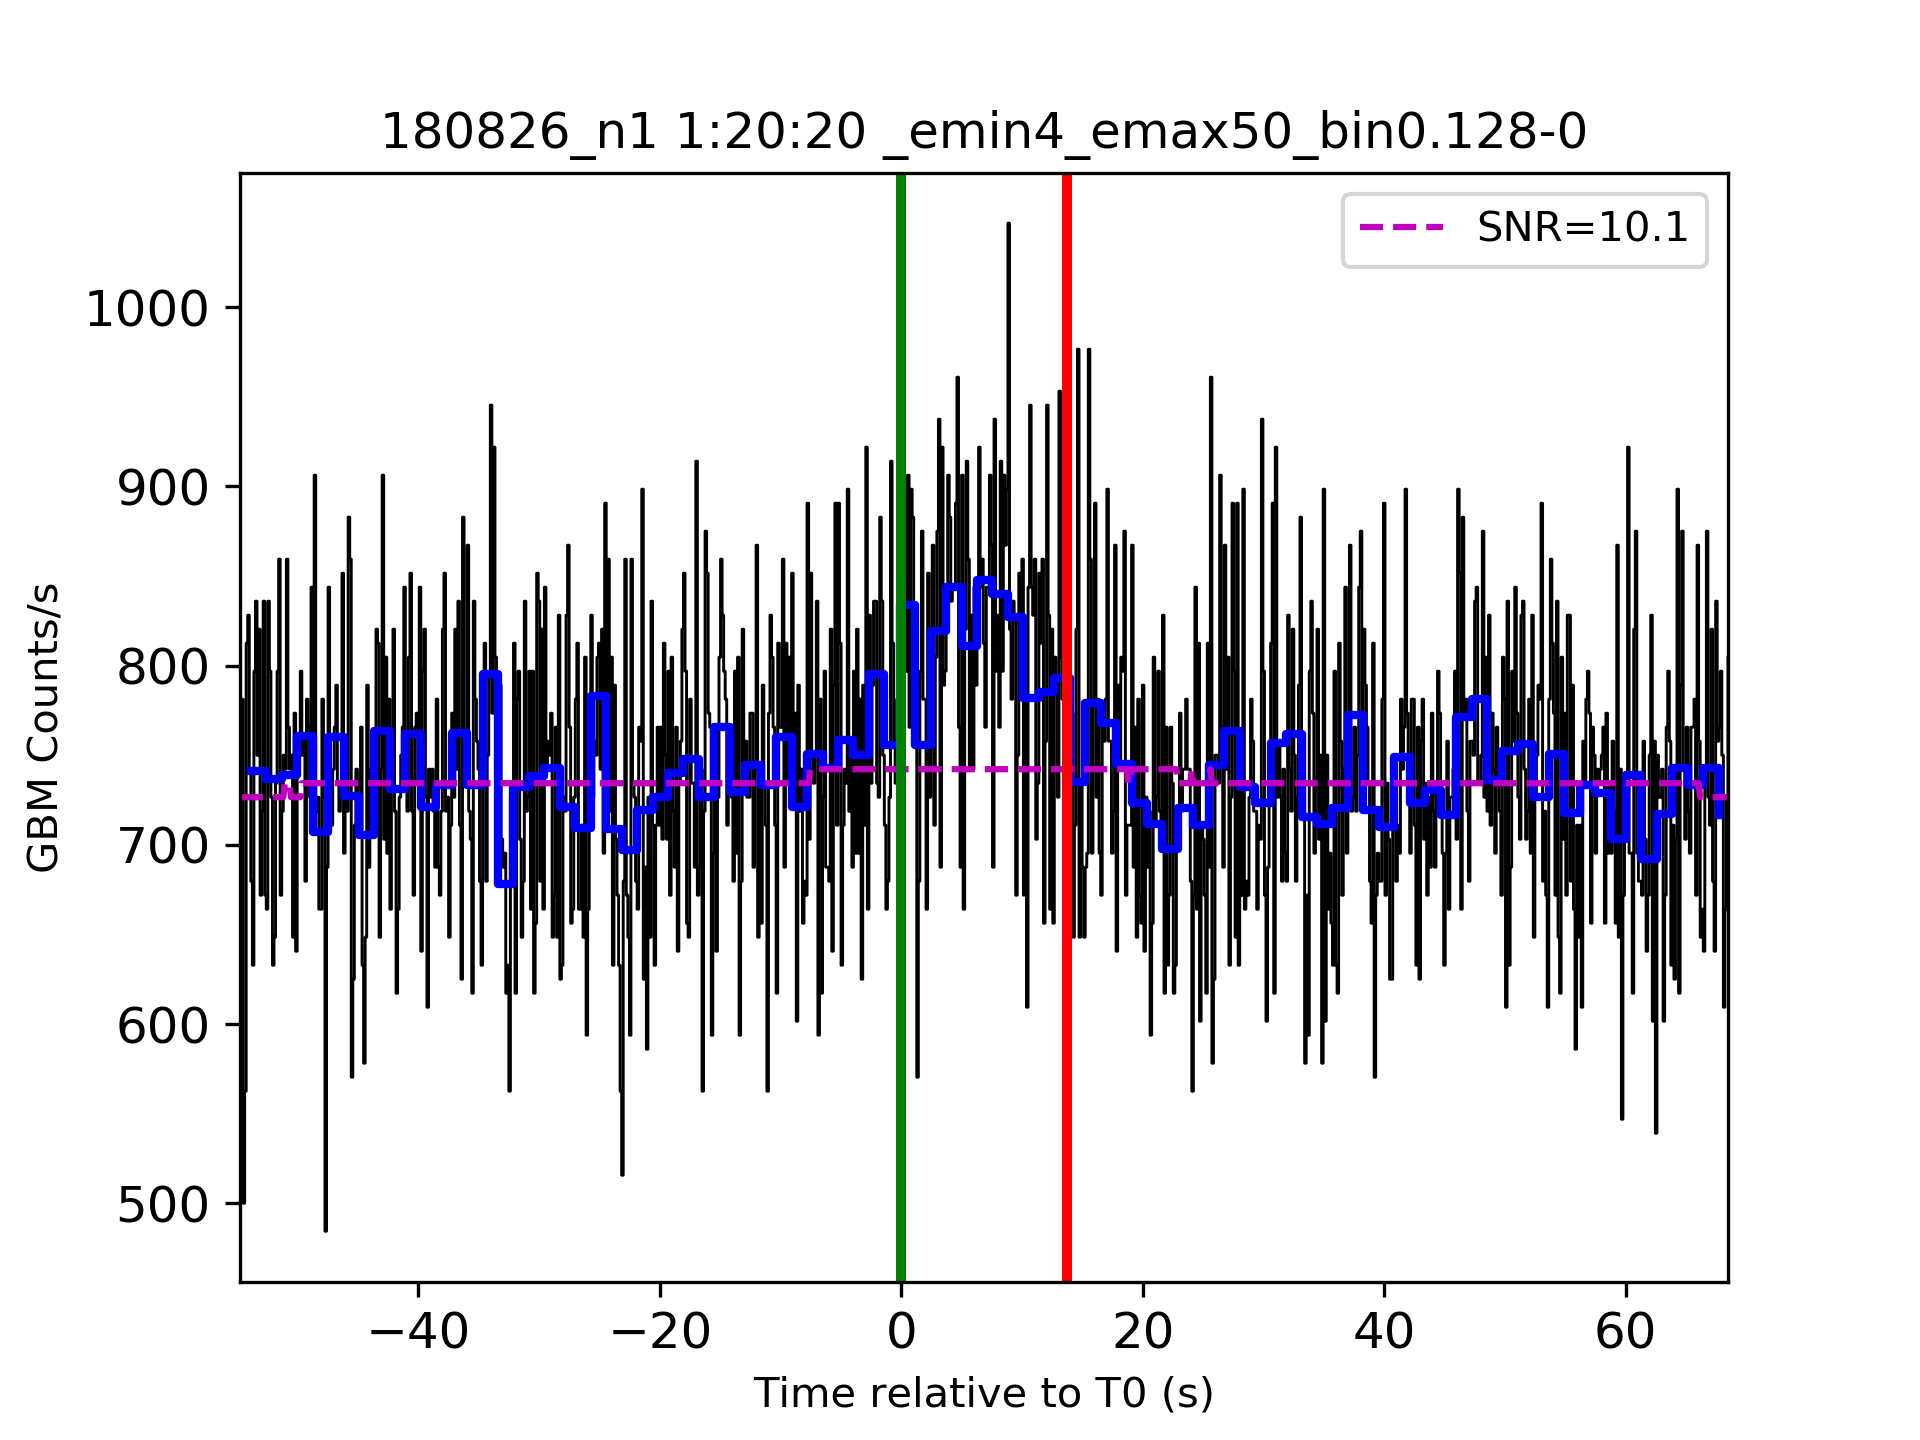 180826_n1 1:20:20 _emin4_emax50_bin0.128-0
SNR=10.1
GBM Counts/s
1000
900
800
700
600
500
−40 −20 0 20 40 60
Time relative to T0 (s)